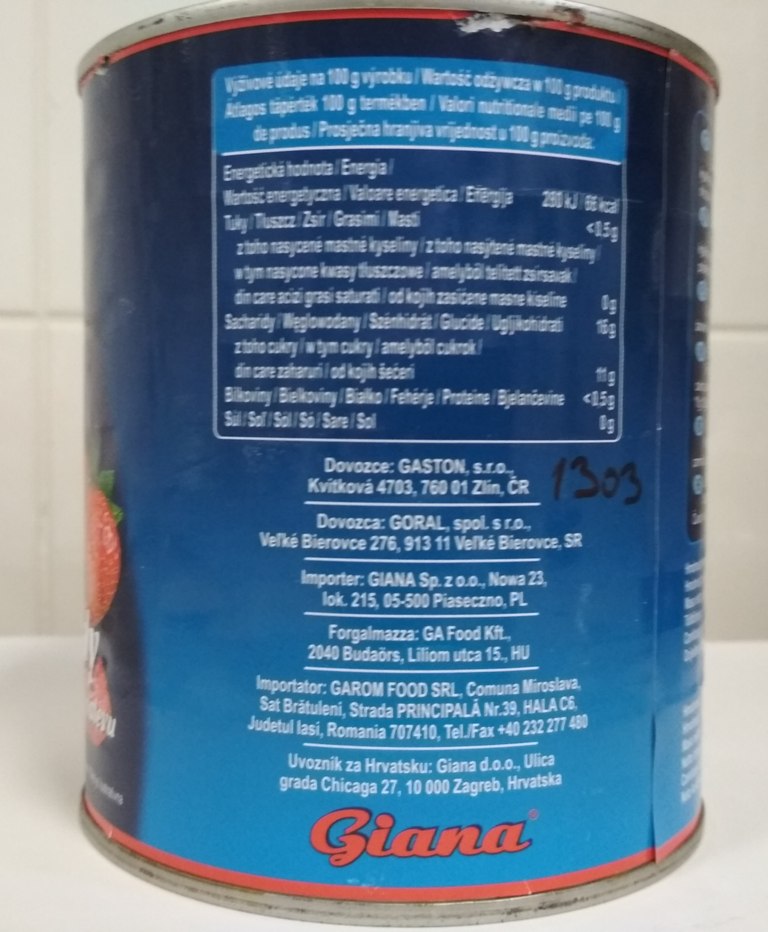 Výživové údaje na 100 g výrobku / Wartość odżywcza w 100 g produktu /
Átlagos tápérték 100 g termékben / Valori nutritionale medii pe 100 g
de produs / Prosječna hranjiva vrijednost u 100 g proizvoda:
Energetická hodnota / Energia /
Wartość energetyczna / Valoare energetica / Energija 280 kJ / 66 kcal
Tuky / Tłuszcz / Zsír / Grasimi / Masti <0,5 g
z toho nasycené mastné kyseliny / z toho nasýtené mastné kyseliny /
w tym nasycone kwasy tłuszczowe / amelyből telített zsírsavak /
din care acizi grasi saturati / od kojih zasićene masne kiseline 0 g
Sacharidy / Węglowodany / Szénhidrát / Glucide / Ugljikohidrati 16 g
z toho cukry / w tym cukry / amelyből cukrok /
din care zaharuri / od kojih šećeri 11 g
Bílkoviny / Bielkoviny / Białko / Fehérje / Proteine / Bjelančevine <0,5 g
Sůl / Soľ / Sól / Só / Sare / Sol 0 g
Dovozce: GASTON, s.r.o.,
Kvítková 4703, 760 01 Zlín, ČR
1303
Dovozca: GORAL, spol. s r.o.,
Veľké Bierovce 276, 913 11 Veľké Bierovce, SR
Importer: GIANA Sp. z o.o., Nowa 23,
lok. 215, 05-500 Piaseczno, PL
Forgalmazza: GA Food Kft.,
2040 Budaörs, Liliom utca 15., HU
Importator: GAROM FOOD SRL, Comuna Miroslava,
Sat Brătuleni, Strada PRINCIPALĂ Nr.39, HALA C6,
Judetul Iasi, Romania 707410, Tel./Fax +40 232 277 480
Uvoznik za Hrvatsku: Giana d.o.o., Ulica
grada Chicaga 27, 10 000 Zagreb, Hrvatska
Giana®